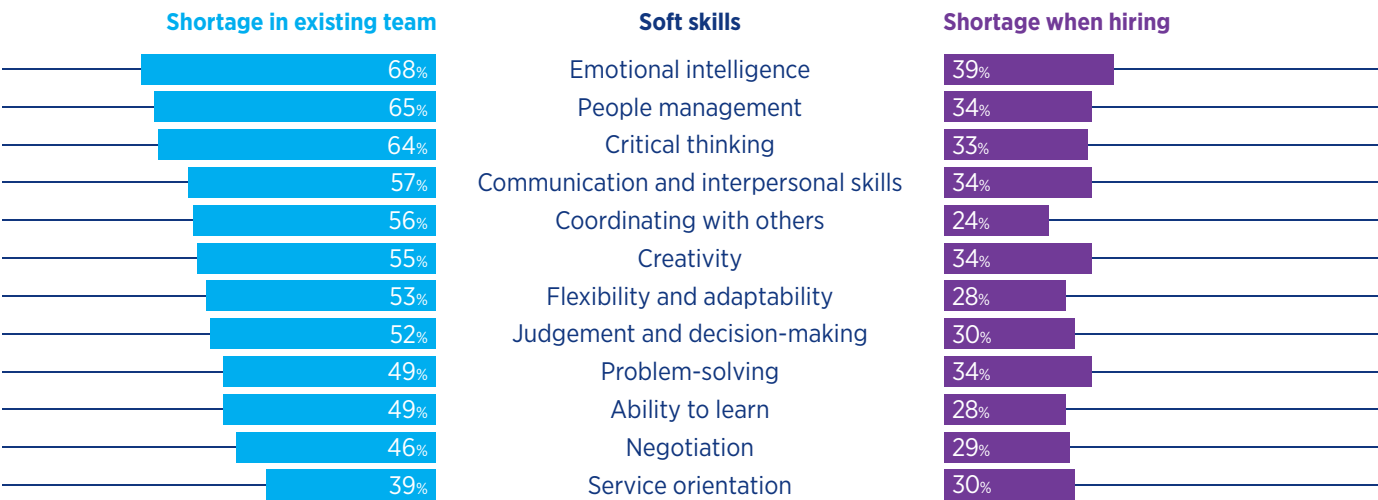 Shortage in existing team Soft skills Shortage when hiring
68% Emotional intelligence 39%
65% People management 34%
64% Critical thinking 33%
57% Communication and interpersonal skills 34%
56% Coordinating with others 24%
55% Creativity 34%
53% Flexibility and adaptability 28%
52% Judgement and decision-making 30%
49% Problem-solving 34%
49% Ability to learn 28%
46% Negotiation 29%
39% Service orientation 30%